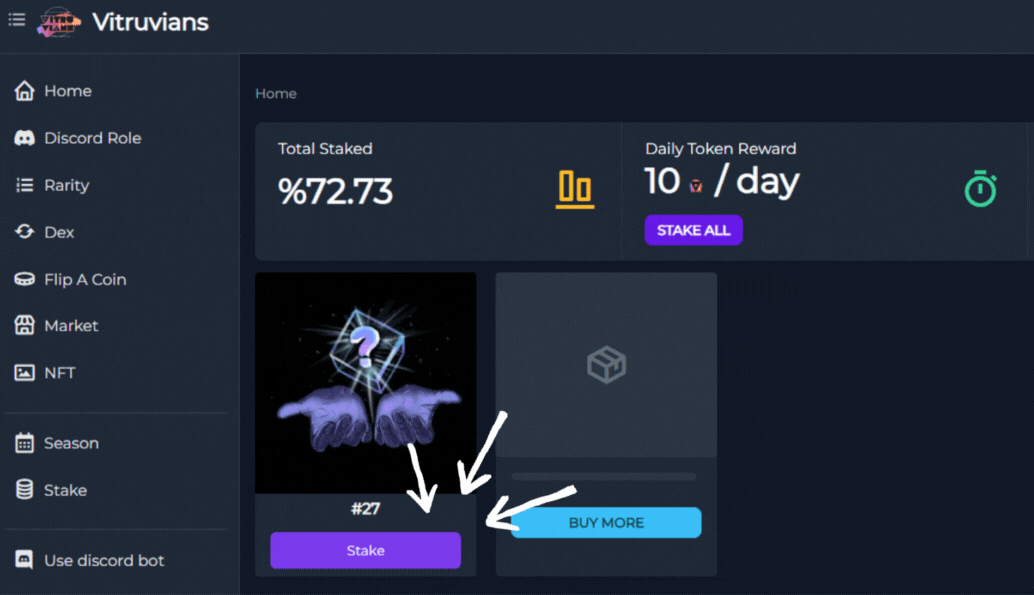 Vitruvians
Home
Discord Role
Rarity
Dex
Flip A Coin
Market
NFT
Season
Stake
Use discord bot
Home
Total Staked
%72.73
Daily Token Reward
10 / day
STAKE ALL
?
#27
Stake
BUY MORE